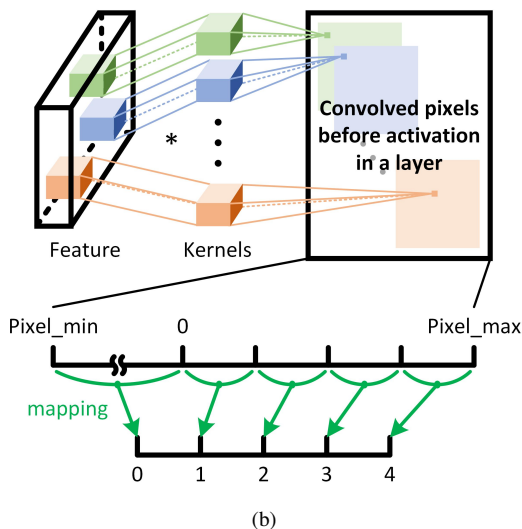 *
Convolved pixels
before activation
in a layer
Feature Kernels
Pixel_min 0 Pixel_max
mapping
0 1 2 3 4
(b)